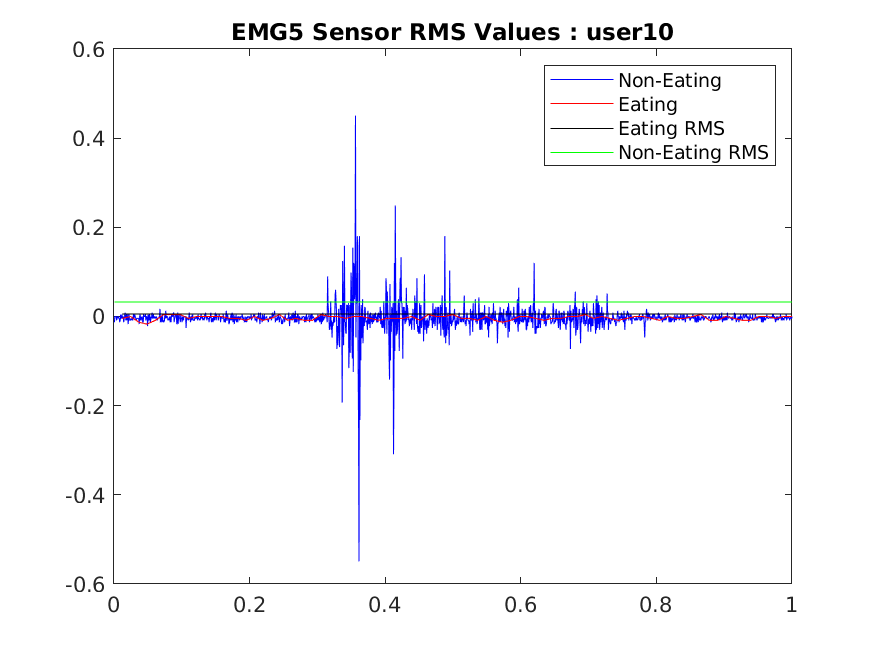 EMG5 Sensor RMS Values : user10
0.6
Non-Eating
Eating
Eating RMS
Non-Eating RMS
0.4
0.2
0
-0.2
-0.4
-0.6
0 0.2 0.4 0.6 0.8 1